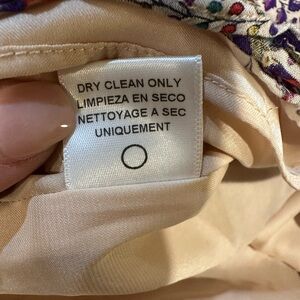 DRY CLEAN ONLY
LIMPIEZA EN SECO
NETTOYAGE A SEC
UNIQUEMENT